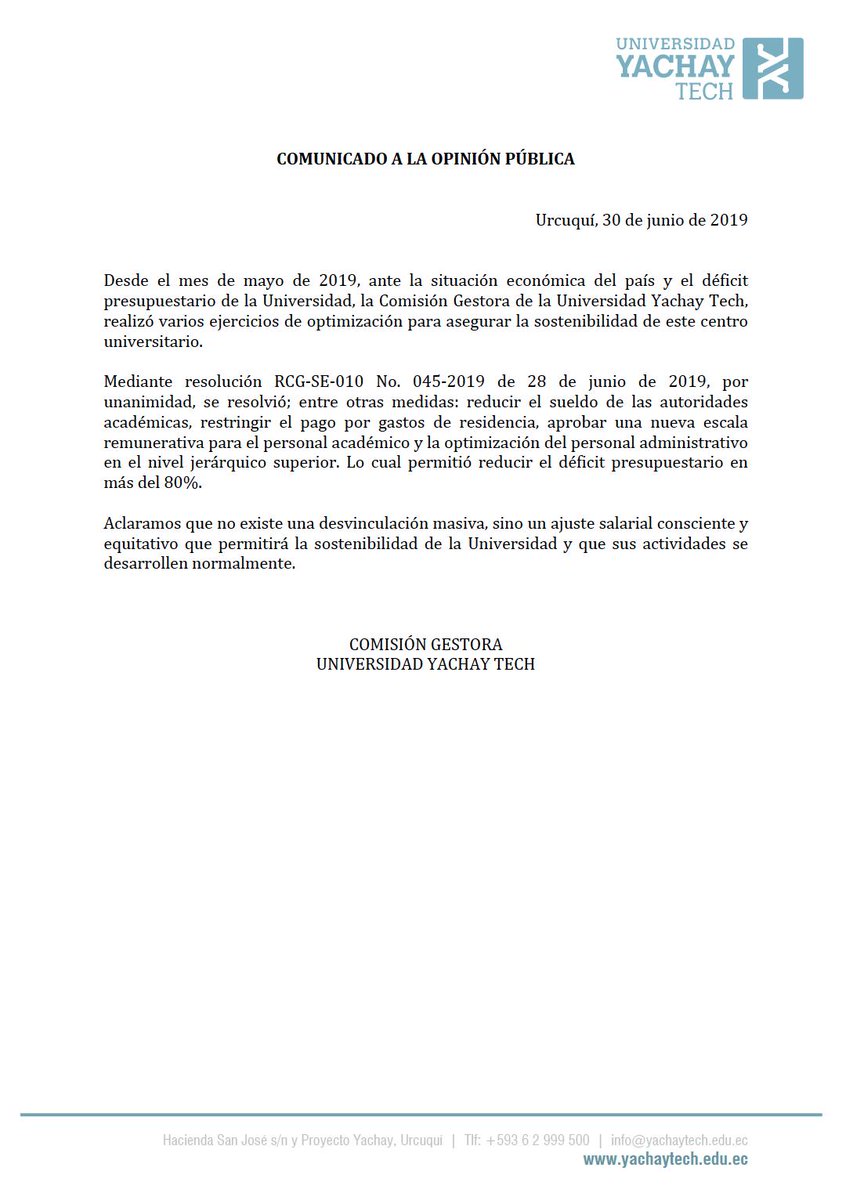 UNIVERSIDAD
YACHAY
TECH
COMUNICADO A LA OPINIÓN PÚBLICA
Urcuquí, 30 de junio de 2019
Desde el mes de mayo de 2019, ante la situación económica del país y el déficit
presupuestario de la Universidad, la Comisión Gestora de la Universidad Yachay Tech,
realizó varios ejercicios de optimización para asegurar la sostenibilidad de este centro
universitario.
Mediante resolución RCG-SE-010 No. 045-2019 de 28 de junio de 2019, por
unanimidad, se resolvió; entre otras medidas: reducir el sueldo de las autoridades
académicas, restringir el pago por gastos de residencia, aprobar una nueva escala
remunerativa para el personal académico y la optimización del personal administrativo
en el nivel jerárquico superior. Lo cual permitió reducir el déficit presupuestario en
más del 80%.
Aclaramos que no existe una desvinculación masiva, sino un ajuste salarial consciente y
equitativo que permitirá la sostenibilidad de la Universidad y que sus actividades se
desarrollen normalmente.
COMISIÓN GESTORA
UNIVERSIDAD YACHAY TECH
Hacienda San José s/n y Proyecto Yachay, Urcuquí | Tlf: +593 6 2 999 500 | info@yachaytech.edu.ec
www.yachaytech.edu.ec